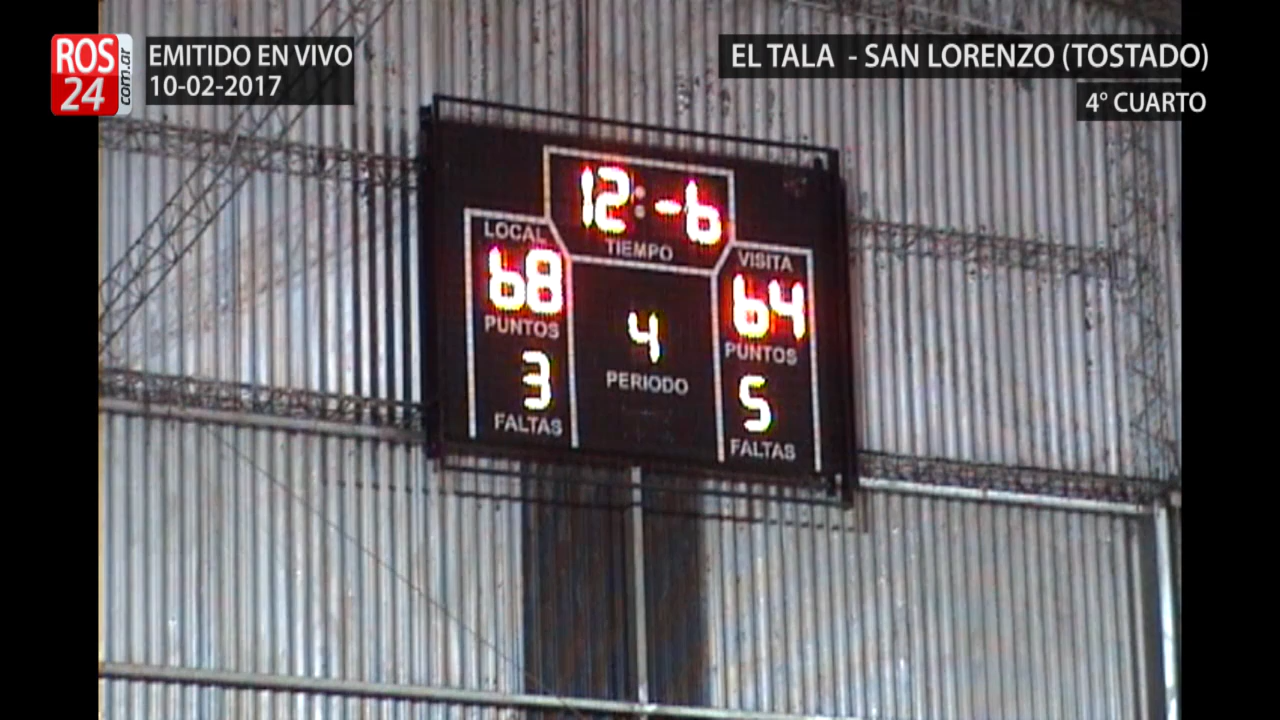 ROS
24
.com.ar
EMITIDO EN VIVO
10-02-2017
EL TALA - SAN LORENZO (TOSTADO)
4° CUARTO
12:-6
TIEMPO
LOCAL
68
PUNTOS
3
FALTAS
4
PERIODO
VISITA
64
PUNTOS
5
FALTAS